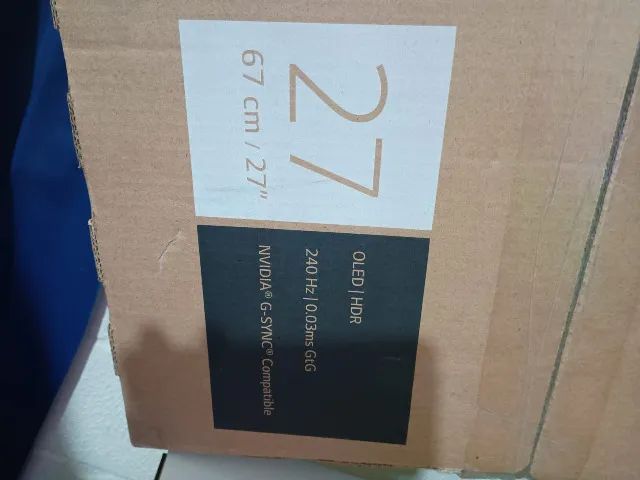 27
67 cm / 27"
OLED | HDR
240 Hz | 0.03ms GtG
NVIDIA® G-SYNC® Compatible